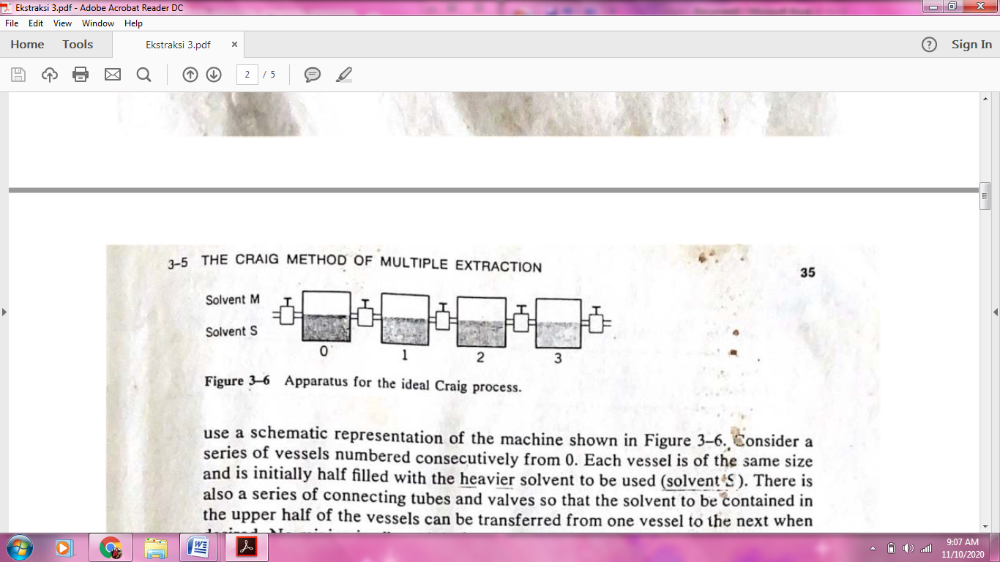 Ekstraksi 3.pdf - Adobe Acrobat Reader DC
File Edit View Window Help
Home Tools Ekstraksi 3.pdf × ? Sign In
2 / 5
3-5 THE CRAIG METHOD OF MULTIPLE EXTRACTION 35
Solvent M
Solvent S
0 1 2 3
Figure 3-6 Apparatus for the ideal Craig process.
use a schematic representation of the machine shown in Figure 3-6. Consider a
series of vessels numbered consecutively from 0. Each vessel is of the same size
and is initially half filled with the heavier solvent to be used (solvent S). There is
also a series of connecting tubes and valves so that the solvent to be contained in
the upper half of the vessels can be transferred from one vessel to the next when
9:07 AM
11/10/2020